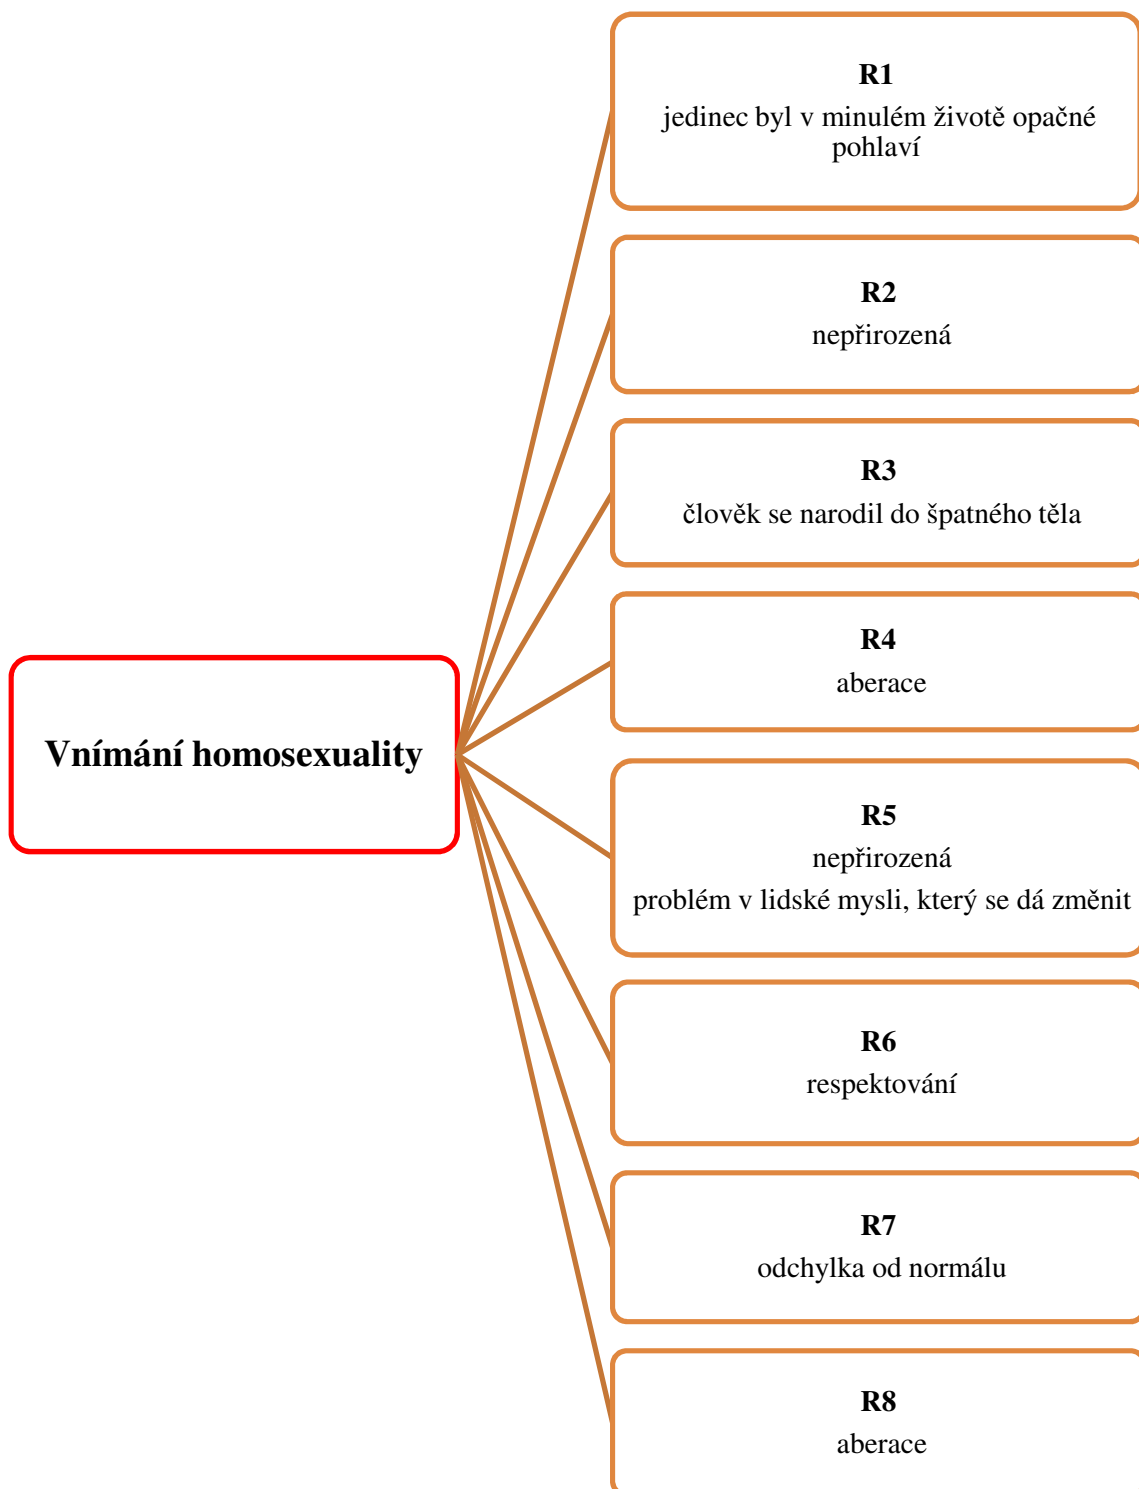 R1
jedinec byl v minulém životě opačné
pohlaví
R2
nepřirozená
R3
člověk se narodil do špatného těla
R4
aberace
Vnímání homosexuality
R5
nepřirozená
problém v lidské mysli, který se dá změnit
R6
respektování
R7
odchylka od normálu
R8
aberace